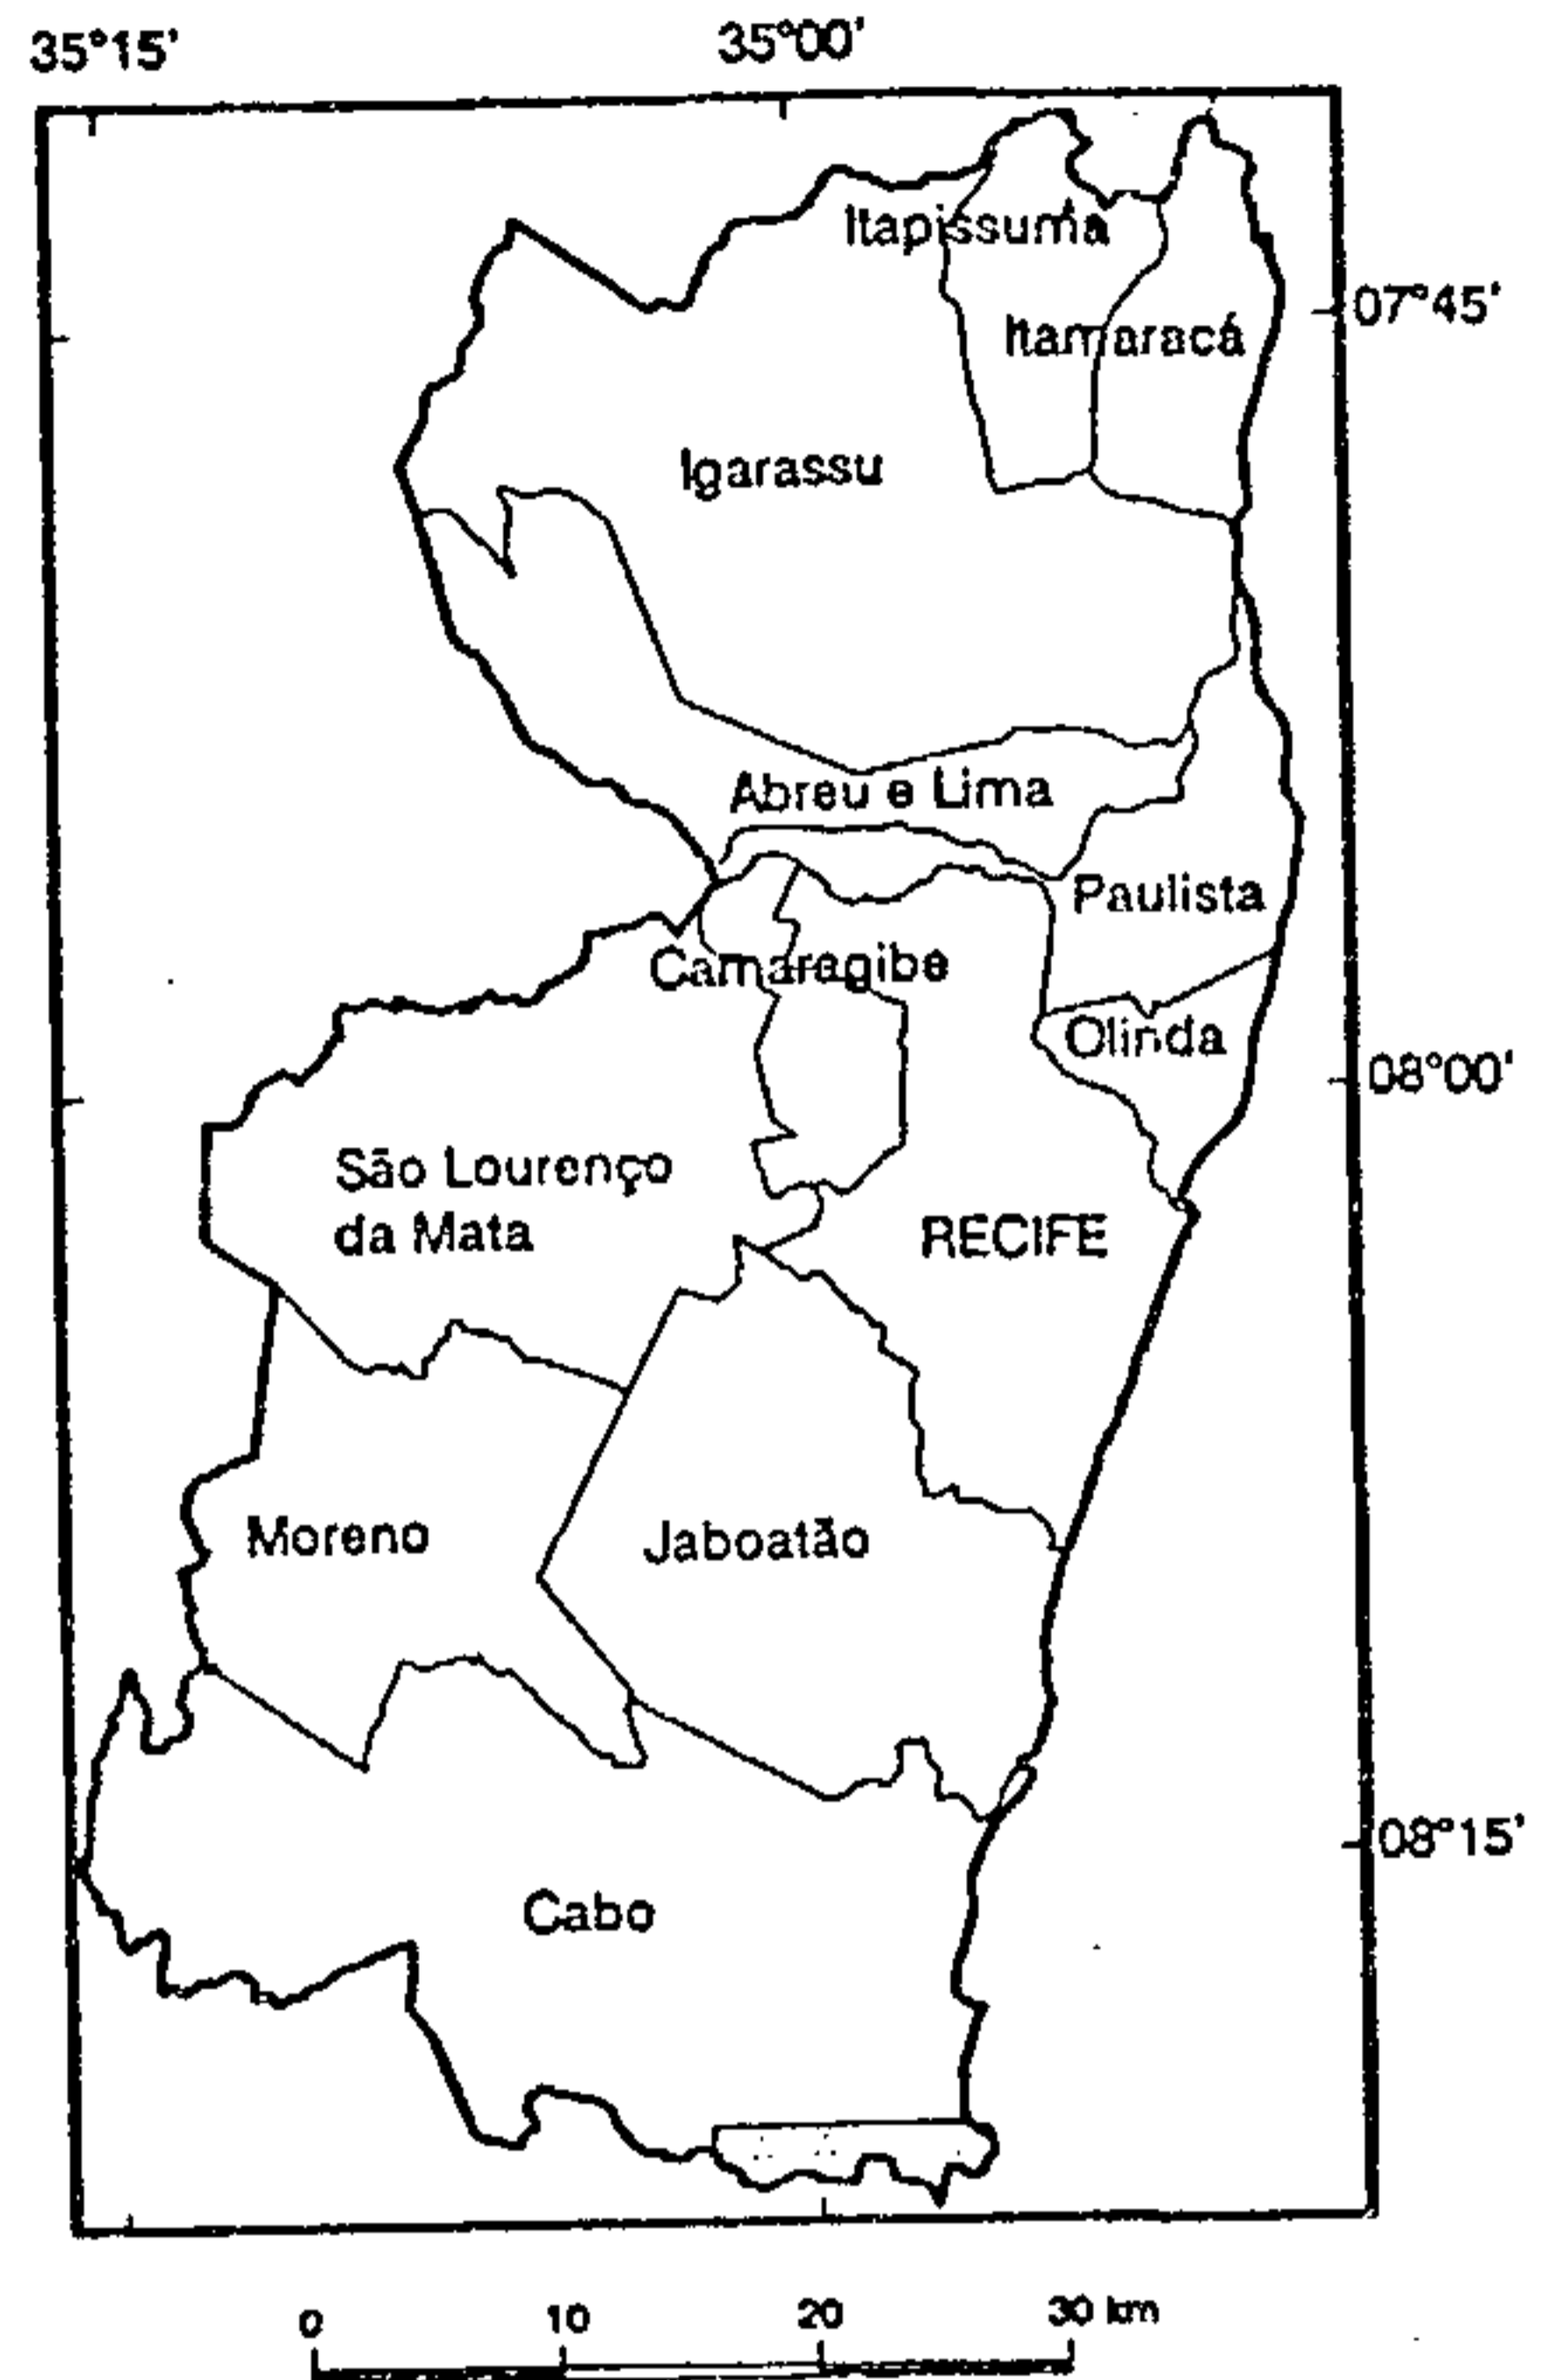 35°15'
35°00'
Itapissuma
07°45'
Itamaracá
Igarassu
Abreu e Lima
Paulista
Camaragibe
Olinda
08°00'
São Lourenço
da Mata
RECIFE
Moreno
Jaboatão
08°15'
Cabo
0 10 20 30 km